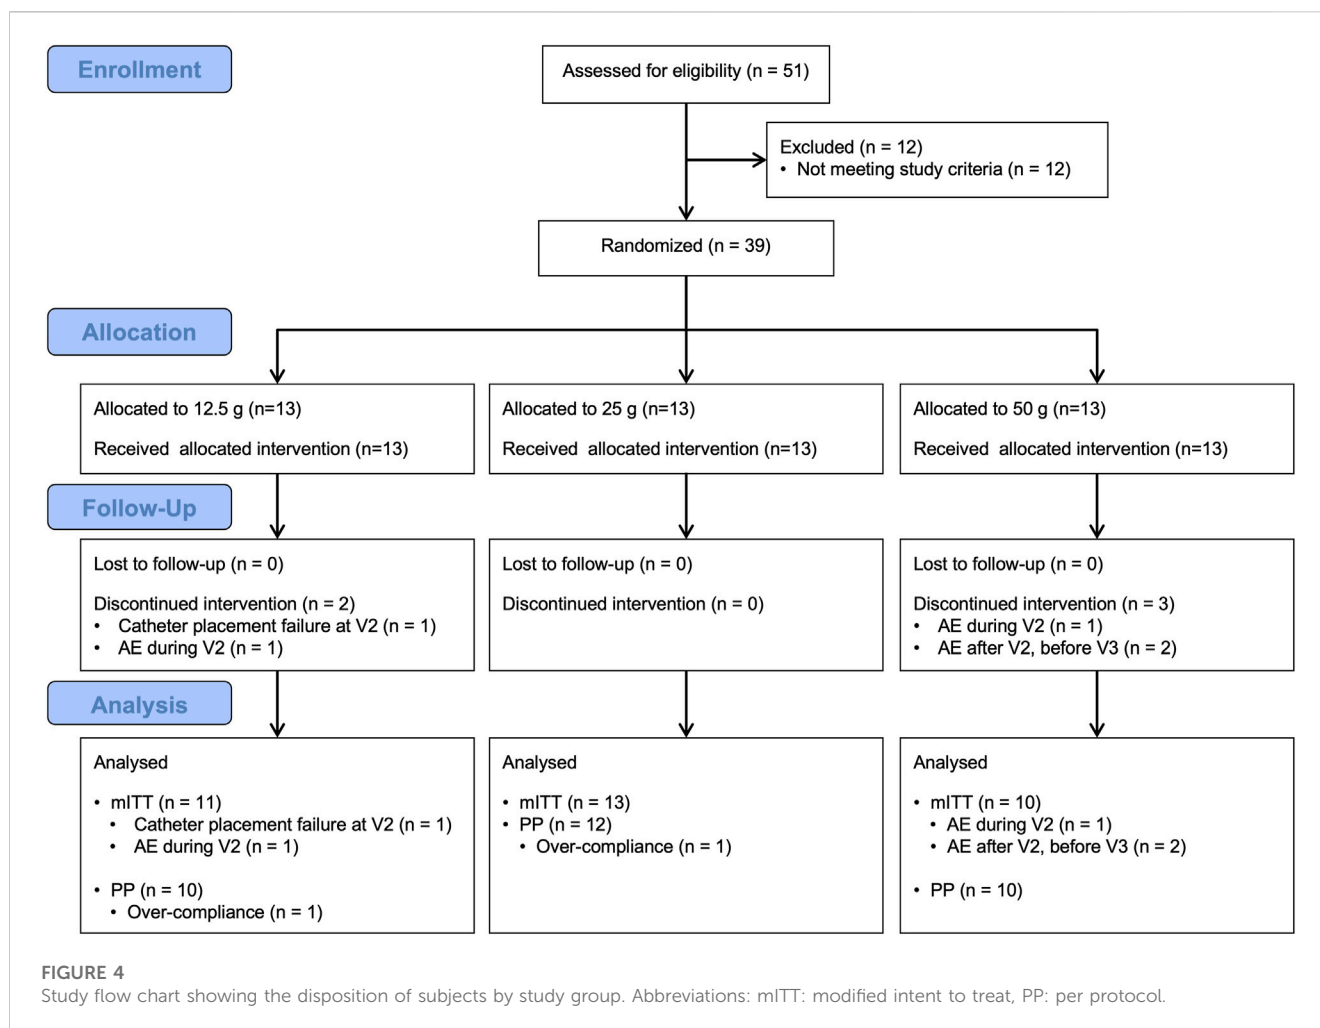 Enrollment
Assessed for eligibility (n = 51)
Excluded (n = 12)
• Not meeting study criteria (n = 12)
Randomized (n = 39)
Allocation
Allocated to 12.5 g (n=13)
Received allocated intervention (n=13)
Allocated to 25 g (n=13)
Received allocated intervention (n=13)
Allocated to 50 g (n=13)
Received allocated intervention (n=13)
Follow-Up
Lost to follow-up (n = 0)
Discontinued intervention (n = 2)
• Catheter placement failure at V2 (n = 1)
• AE during V2 (n = 1)
Lost to follow-up (n = 0)
Discontinued intervention (n = 0)
Lost to follow-up (n = 0)
Discontinued intervention (n = 3)
• AE during V2 (n = 1)
• AE after V2, before V3 (n = 2)
Analysis
Analysed
• mITT (n = 11)
• Catheter placement failure at V2 (n = 1)
• AE during V2 (n = 1)
• PP (n = 10)
• Over-compliance (n = 1)
Analysed
• mITT (n = 13)
• PP (n = 12)
• Over-compliance (n = 1)
Analysed
• mITT (n = 10)
• AE during V2 (n = 1)
• AE after V2, before V3 (n = 2)
• PP (n = 10)
FIGURE 4
Study flow chart showing the disposition of subjects by study group. Abbreviations: mITT: modified intent to treat, PP: per protocol.